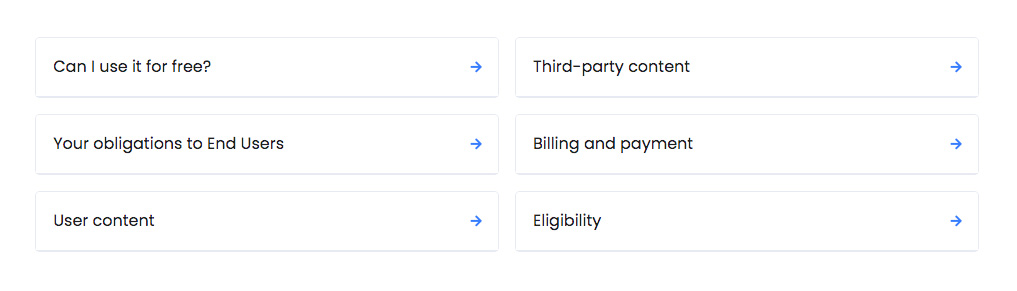 Can I use it for free?
Third-party content
Your obligations to End Users
Billing and payment
User content
Eligibility